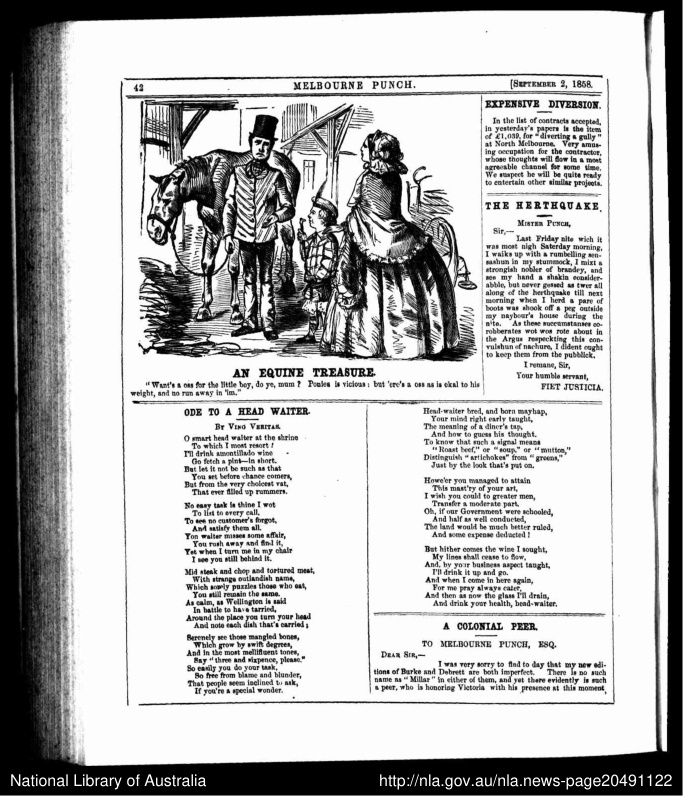 42
MELBOURNE PUNCH.
[SEPTEMBER 2, 1858.
AN EQUINE TREASURE.
"Want's a oss for the little boy, do ye, mum? Ponies is vicious: but 'ere's a oss as is ekal to his
weight, and no run away in 'im."
EXPENSIVE DIVERSION.
In the list of contracts accepted,
in yesterday's papers is the item
of £1,039, for "diverting a gully"
at North Melbourne. Very amus-
ing occupation for the contractor,
whose thoughts will flow in a most
agreeable channel for some time.
We suspect he will be quite ready
to entertain other similar projects.
THE HERTHQUAKE.
MISTER PUNCH,
Sir,—
Last Friday nite wich it
was most nigh Saterday morning,
I walks up with a rumbelling sen-
sashun in my stummock, I mixt a
strongish nobler of brandey, and
see my hand a shakin consider-
abble, but never gessed as twer all
along of the herthquake till next
morning when I herd a pare of
boots was shook off a peg outside
my naybour's house during the
nite. As these succumstanses co-
robberates wot wos rote about in
the Argus respeckting this con-
vulshun of nachure, I dident ought
to keep them from the pubblick.
I remane, Sir,
Your humble servant,
FIET JUSTICIA.
ODE TO A HEAD WAITER.
BY VINO VERITAS.
O smart head waiter at the shrine
To which I most resort!
I'll drink amontillado wine
Go fetch a pint—in short.
But let it not be such as that
You set before chance comers,
But from the very choicest vat,
That ever filled up rummers.
No easy task is thine I wot
To list to every call,
To see no customer's forgot,
And satisfy them all.
Yon waiter misses some affair,
You rush away and find it,
Yet when I turn me in my chair
I see you still behind it.
Mid steak and chop and tortured meat,
With strange outlandish name,
Which sorely puzzles those who eat,
You still remain the same.
As calm, as Wellington is said
In battle to have tarried,
Around the place you turn your head
And note each dish that's carried;
Serenely see those mangled bones,
Which grow by swift degrees,
And in the most mellifluent tones,
Say "three and sixpence, please."
So easily you do your task,
So free from blame and blunder,
That people seem inclined to ask,
If you're a special wonder.
Head-waiter bred, and born mayhap,
Your mind right early taught,
The meaning of a diner's tap,
And how to guess his thought.
To know that such a signal means
"Roast beef," or "soup," or "mutton,"
Distinguish "artichokes" from "greens,"
Just by the look that's put on.
Howe'er you managed to attain
This mast'ry of your art,
I wish you could to greater men,
Transfer a moderate part.
Oh, if our Government were schooled,
And half as well conducted,
The land would be much better ruled,
And some expense deducted!
But hither comes the wine I sought,
My lines shall cease to flow,
And, by your business aspect taught,
I'll drink it up and go.
And when I come in here again,
For me pray always cater,
And then as now the glass I'll drain,
And drink your health, head-waiter.
A COLONIAL PEER.
TO MELBOURNE PUNCH, ESQ.
DEAR SIR,—
I was very sorry to find to day that my new edi-
tions of Burke and Debrett are both imperfect. There is no such
name as "Millar" in either of them, and yet there evidently is such
a peer, who is honoring Victoria with his presence at this moment,
National Library of Australia
http://nla.gov.au/nla.news-page20491122